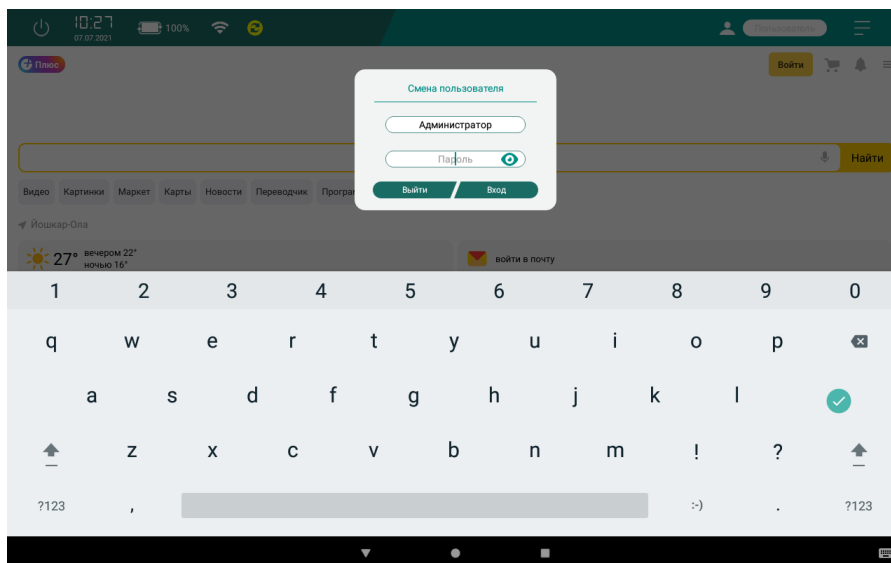 10:27
07.07.2021
100%
Пользователь
Плюс
Войти
Смена пользователя
Администратор
Пароль
Выйти
Вход
Найти
Видео Картинки Маркет Карты Новости Переводчик Програ
Йошкар-Ола
27° вечером 22°
ночью 16°
войти в почту
1 2 3 4 5 6 7 8 9 0
q w e r t y u i o p
a s d f g h j k l
z x c v b n m ! ?
?123 , :-) . ?123